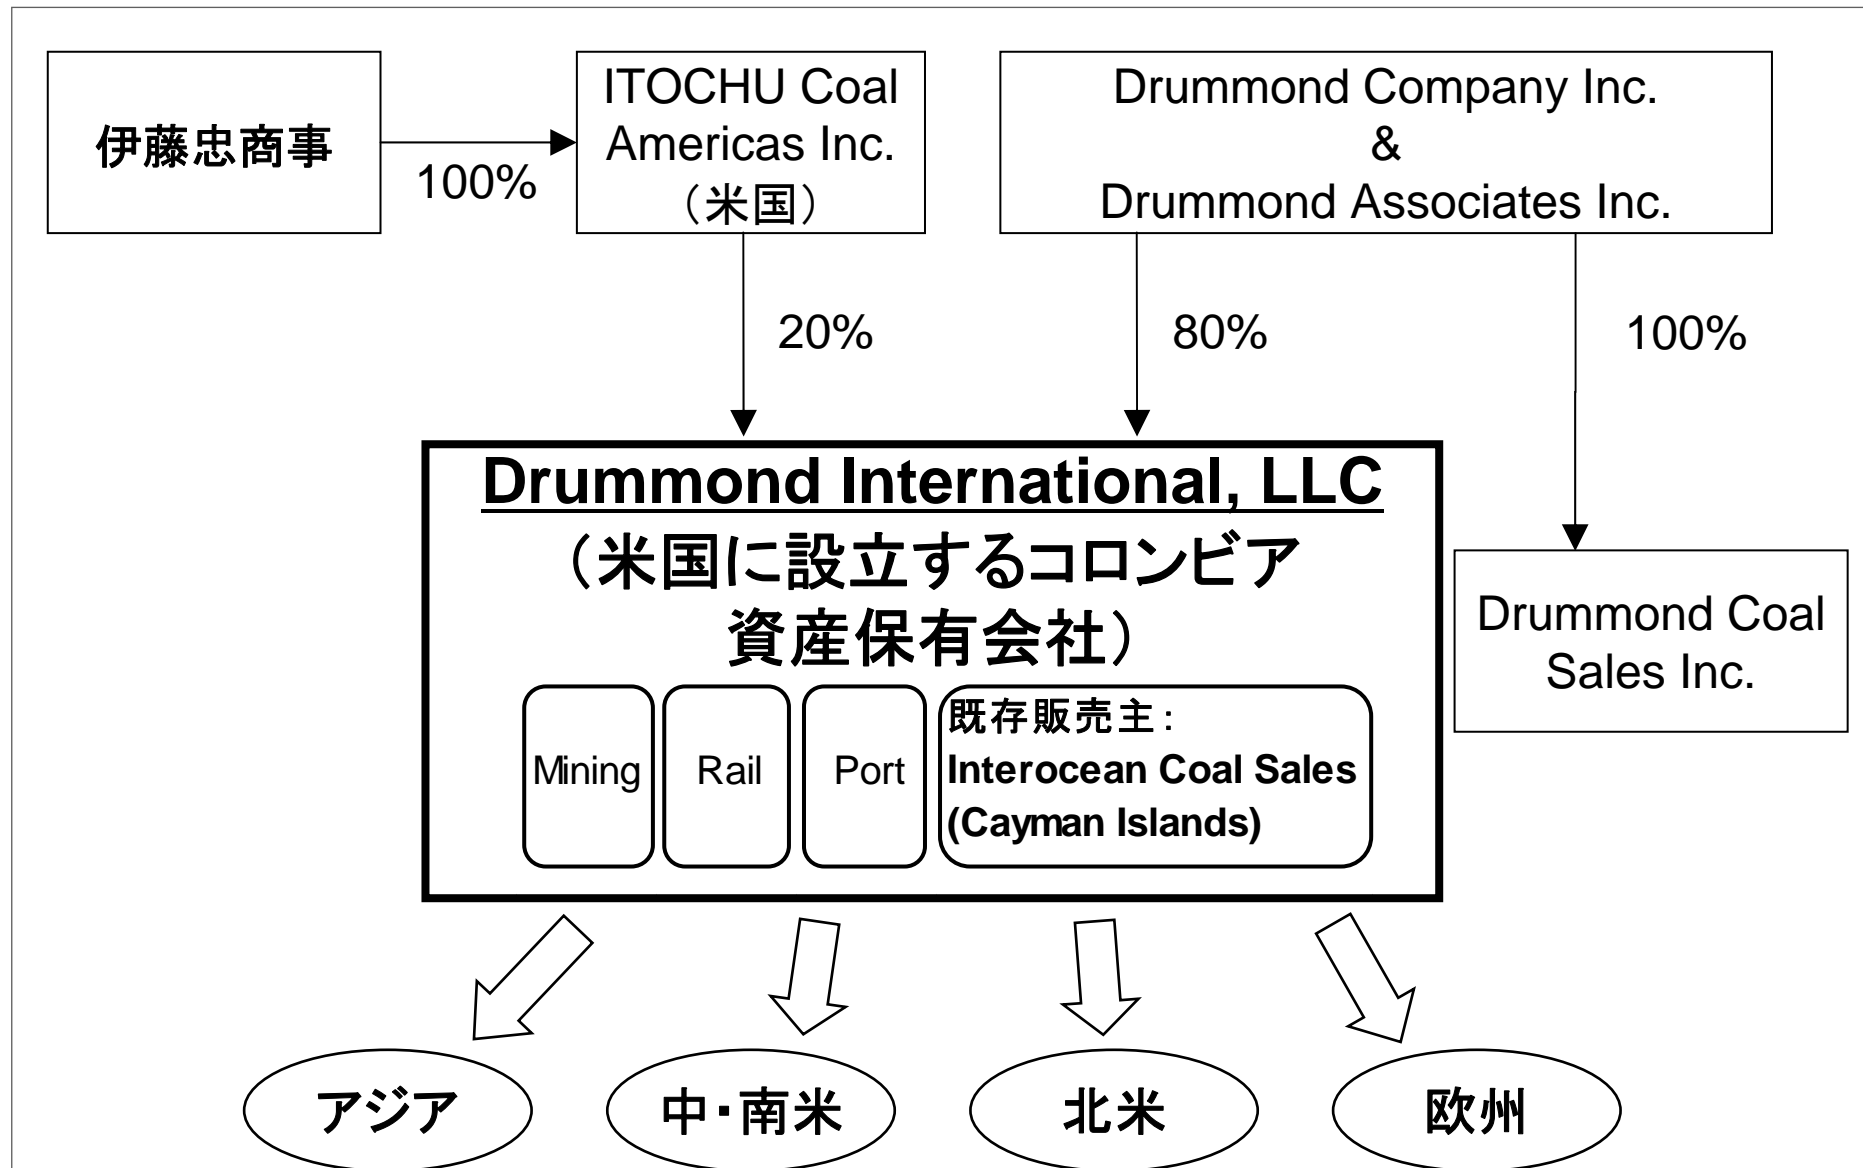 伊藤忠商事
100%
ITOCHU Coal
Americas Inc.
（米国）
Drummond Company Inc.
&
Drummond Associates Inc.
20%
80%
100%
Drummond International, LLC
（米国に設立するコロンビア
資産保有会社）
Mining
Rail
Port
既存販売主：
Interocean Coal Sales
(Cayman Islands)
Drummond Coal
Sales Inc.
アジア
中・南米
北米
欧州